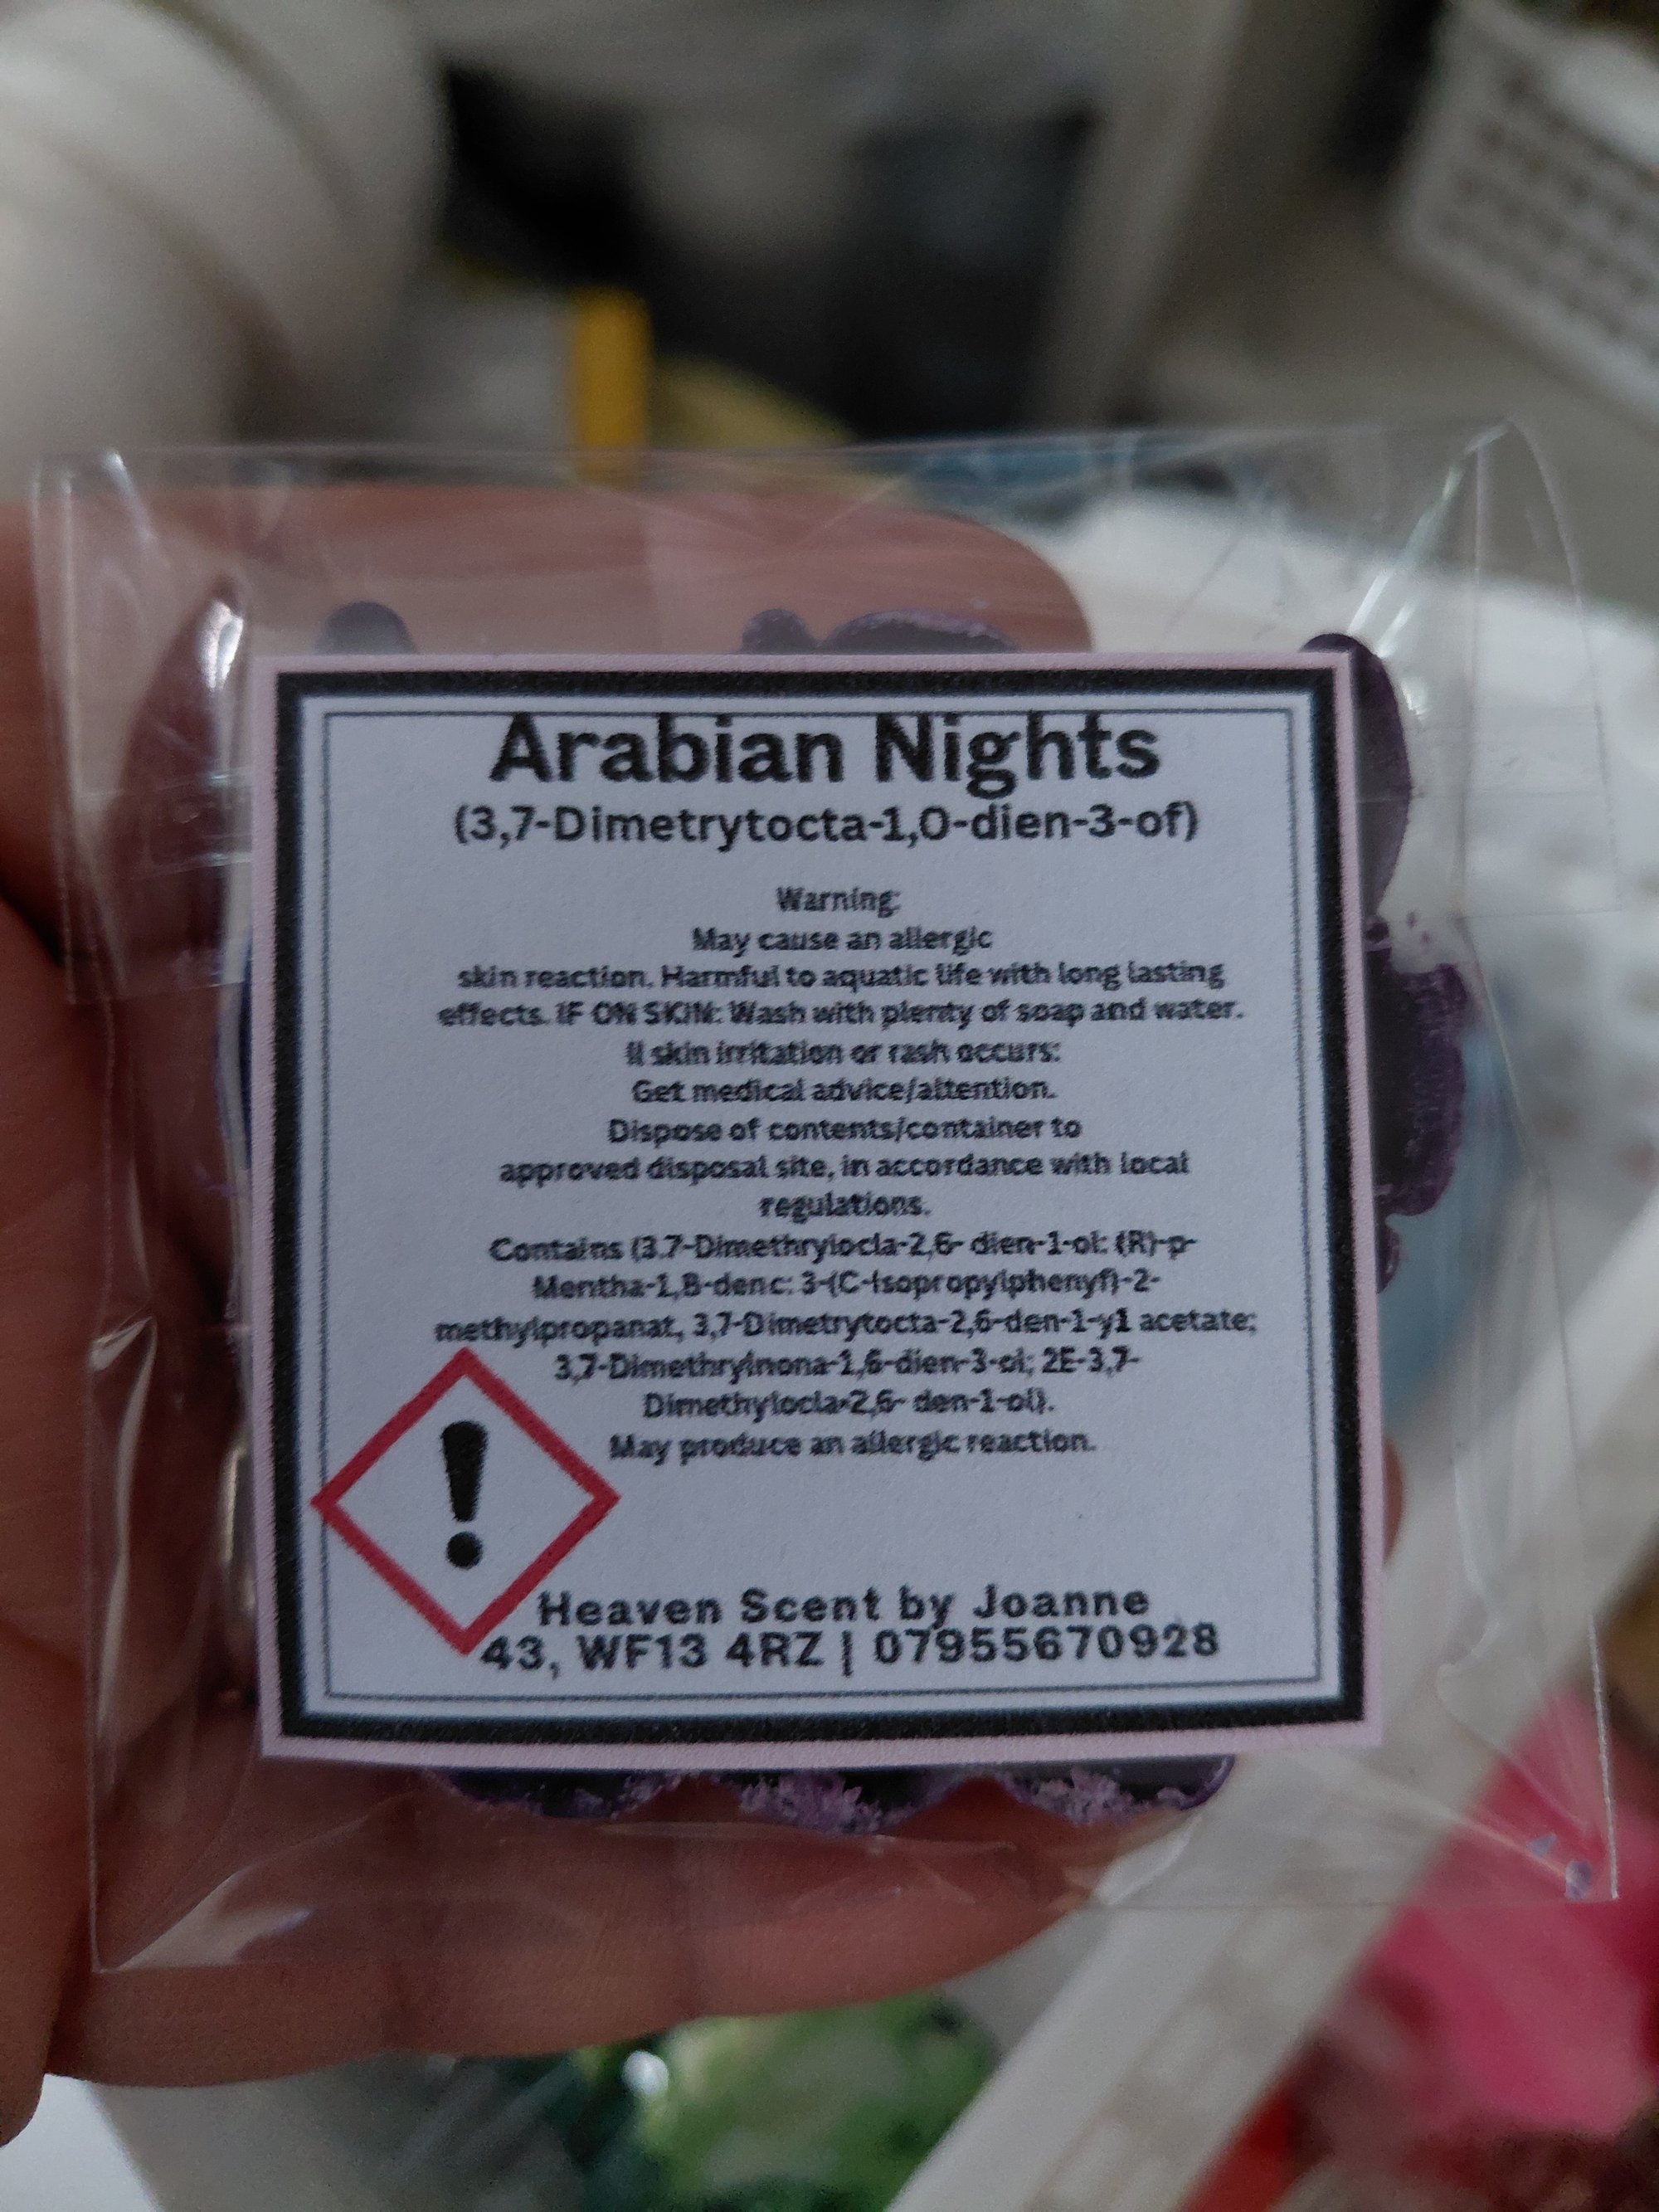 Arabian Nights
(3,7-Dimetrytocta-1,0-dien-3-of)
Warning:
May cause an allergic
skin reaction. Harmful to aquatic life with long lasting
effects. IF ON SKIN: Wash with plenty of soap and water.
Il skin irritation or rash occurs:
Get medical advice/attention.
Dispose of contents/container to
approved disposal site, in accordance with local
regulations.
Contains (3.7-Dimethryiocla-2,6- dien-1-ol: (R)-p-
Mentha-1,8-denc: 3-(C-Isopropylphenyf)-2-
methylpropanat, 3,7-Dimetrytocta-2,6-den-1-y1 acetate;
3,7-Dimethrylnona-1,6-dien-3-ol; 2E-3,7-
Dimethylocla-2,6- den-1-ol).
May produce an allergic reaction.
Heaven Scent by Joanne
43, WF13 4RZ | 07955670928